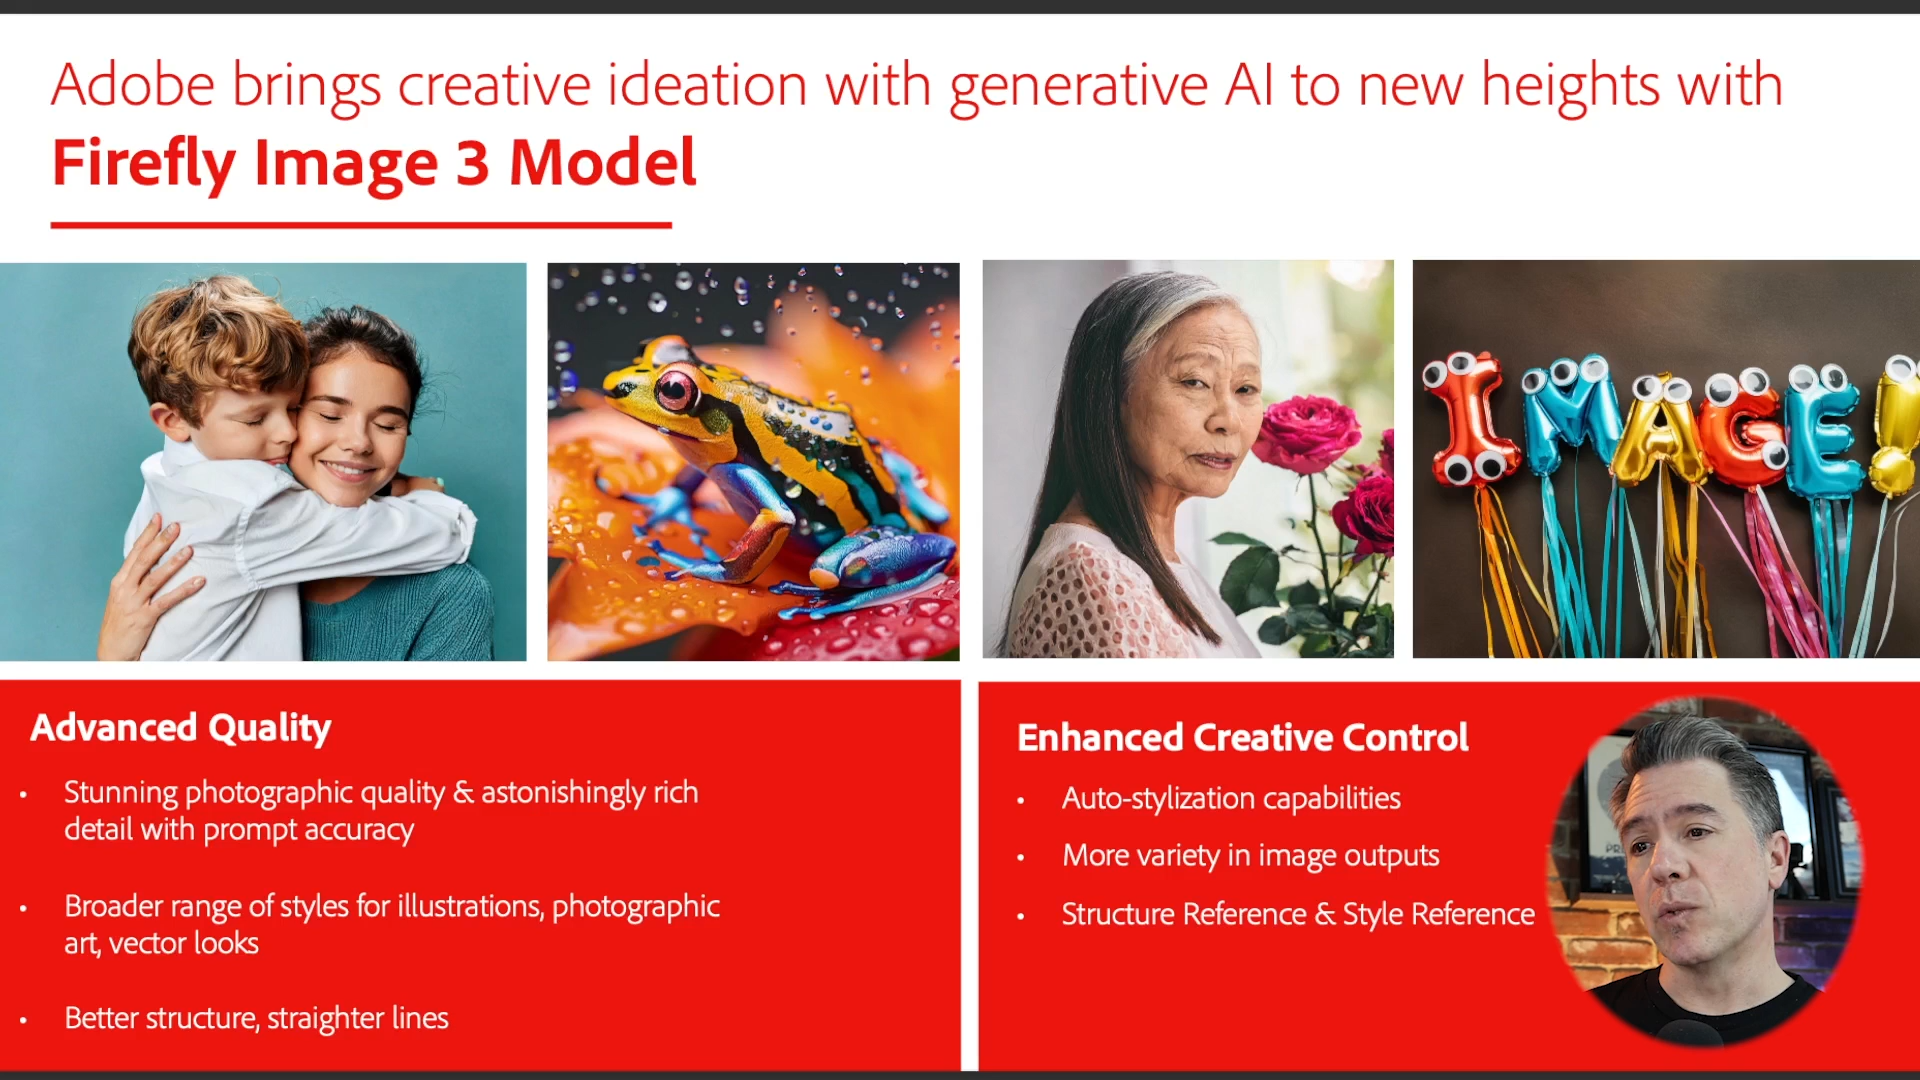 Adobe brings creative ideation with generative AI to new heights with
Firefly Image 3 Model
IMAGE!
Advanced Quality
• Stunning photographic quality & astonishingly rich
detail with prompt accuracy
• Broader range of styles for illustrations, photographic
art, vector looks
• Better structure, straighter lines
Enhanced Creative Control
• Auto-stylization capabilities
• More variety in image outputs
• Structure Reference & Style Reference